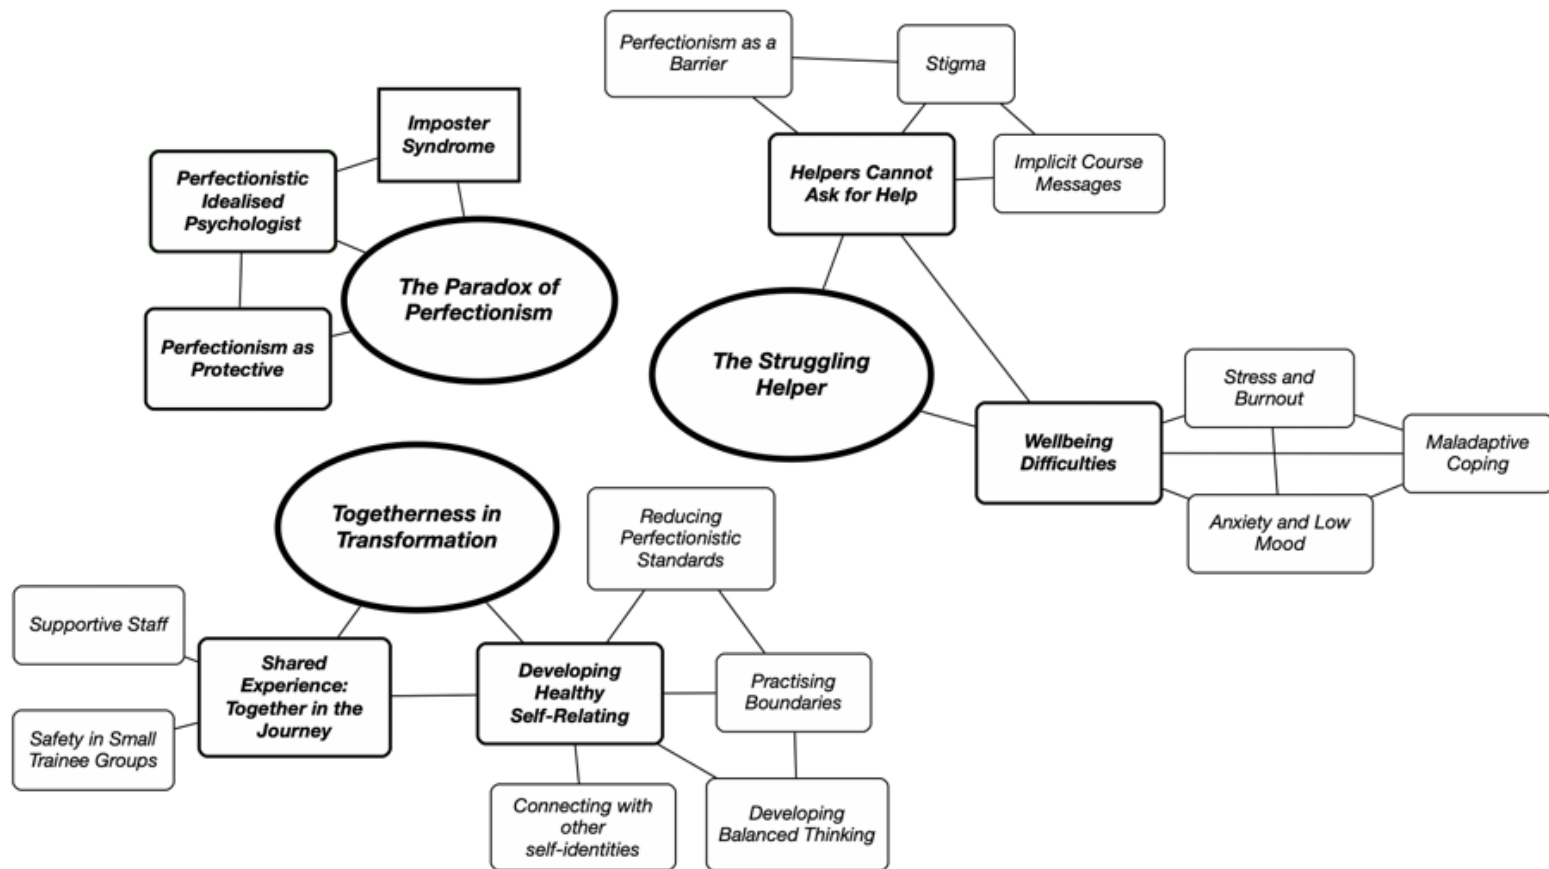 Perfectionism as a
Barrier
Stigma
Implicit Course
Messages
Helpers Cannot
Ask for Help
Imposter
Syndrome
Perfectionistic
Idealised
Psychologist
The Paradox of
Perfectionism
Perfectionism as
Protective
The Struggling
Helper
Stress and
Burnout
Wellbeing
Difficulties
Maladaptive
Coping
Anxiety and Low
Mood
Togetherness in
Transformation
Reducing
Perfectionistic
Standards
Supportive Staff
Shared
Experience:
Together in the
Journey
Developing
Healthy
Self-Relating
Practising
Boundaries
Safety in Small
Trainee Groups
Connecting with
other
self-identities
Developing
Balanced Thinking